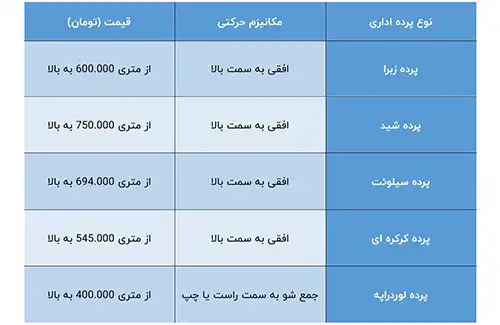 نوع پرده اداری	مکانیزم حرکتی	قیمت (تومان)
پرده زبرا	افقی به سمت بالا	از متری 600.000 به بالا
پرده شید	افقی به سمت بالا	از متری 750.000 به بالا
پرده سیلوئت	افقی به سمت بالا	از متری 694.000 به بالا
پرده کرکره ای	افقی به سمت بالا	از متری 545.000 به بالا
پرده لوردراپه	جمع شو به سمت راست یا چپ	از متری 400.000 به بالا